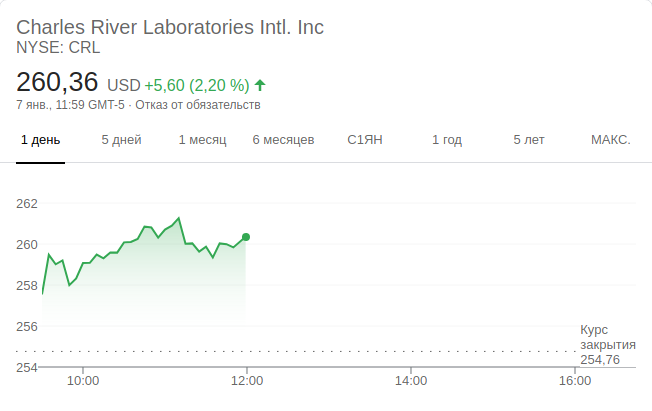 Charles River Laboratories Intl. Inc
NYSE: CRL
260,36 USD +5,60 (2,20 %)
7 янв., 11:59 GMT-5 · Отказ от обязательств
1 день 5 дней 1 месяц 6 месяцев С1ЯН 1 год 5 лет МАКС.
262
260
258
256
254
Курс
закрытия
254,76
10:00 12:00 14:00 16:00